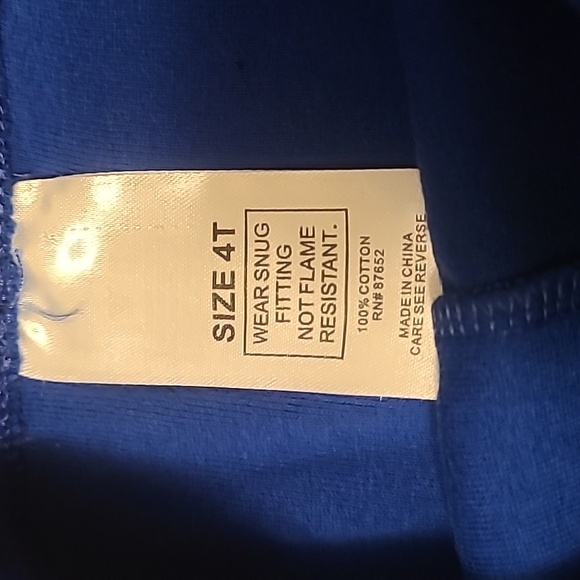 SIZE 4T
WEAR SNUG
FITTING
NOT FLAME
RESISTANT.
100% COTTON
RN# 87652
MADE IN CHINA
CARE SEE REVERSE